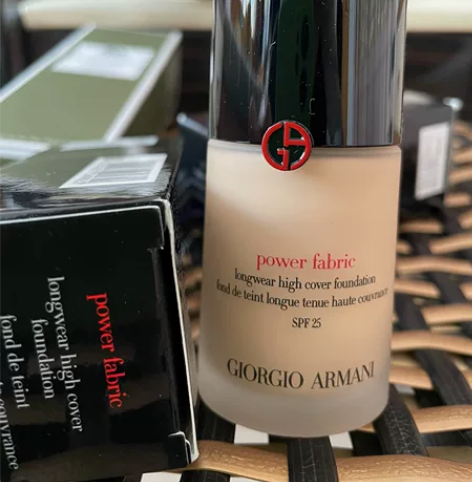 power fabric
longwear high cover foundation
fond de teint longue tenue haute couvrance
SPF 25
GIORGIO ARMANI
power fabric
longwear high cover
foundation
fond de teint
couvrance